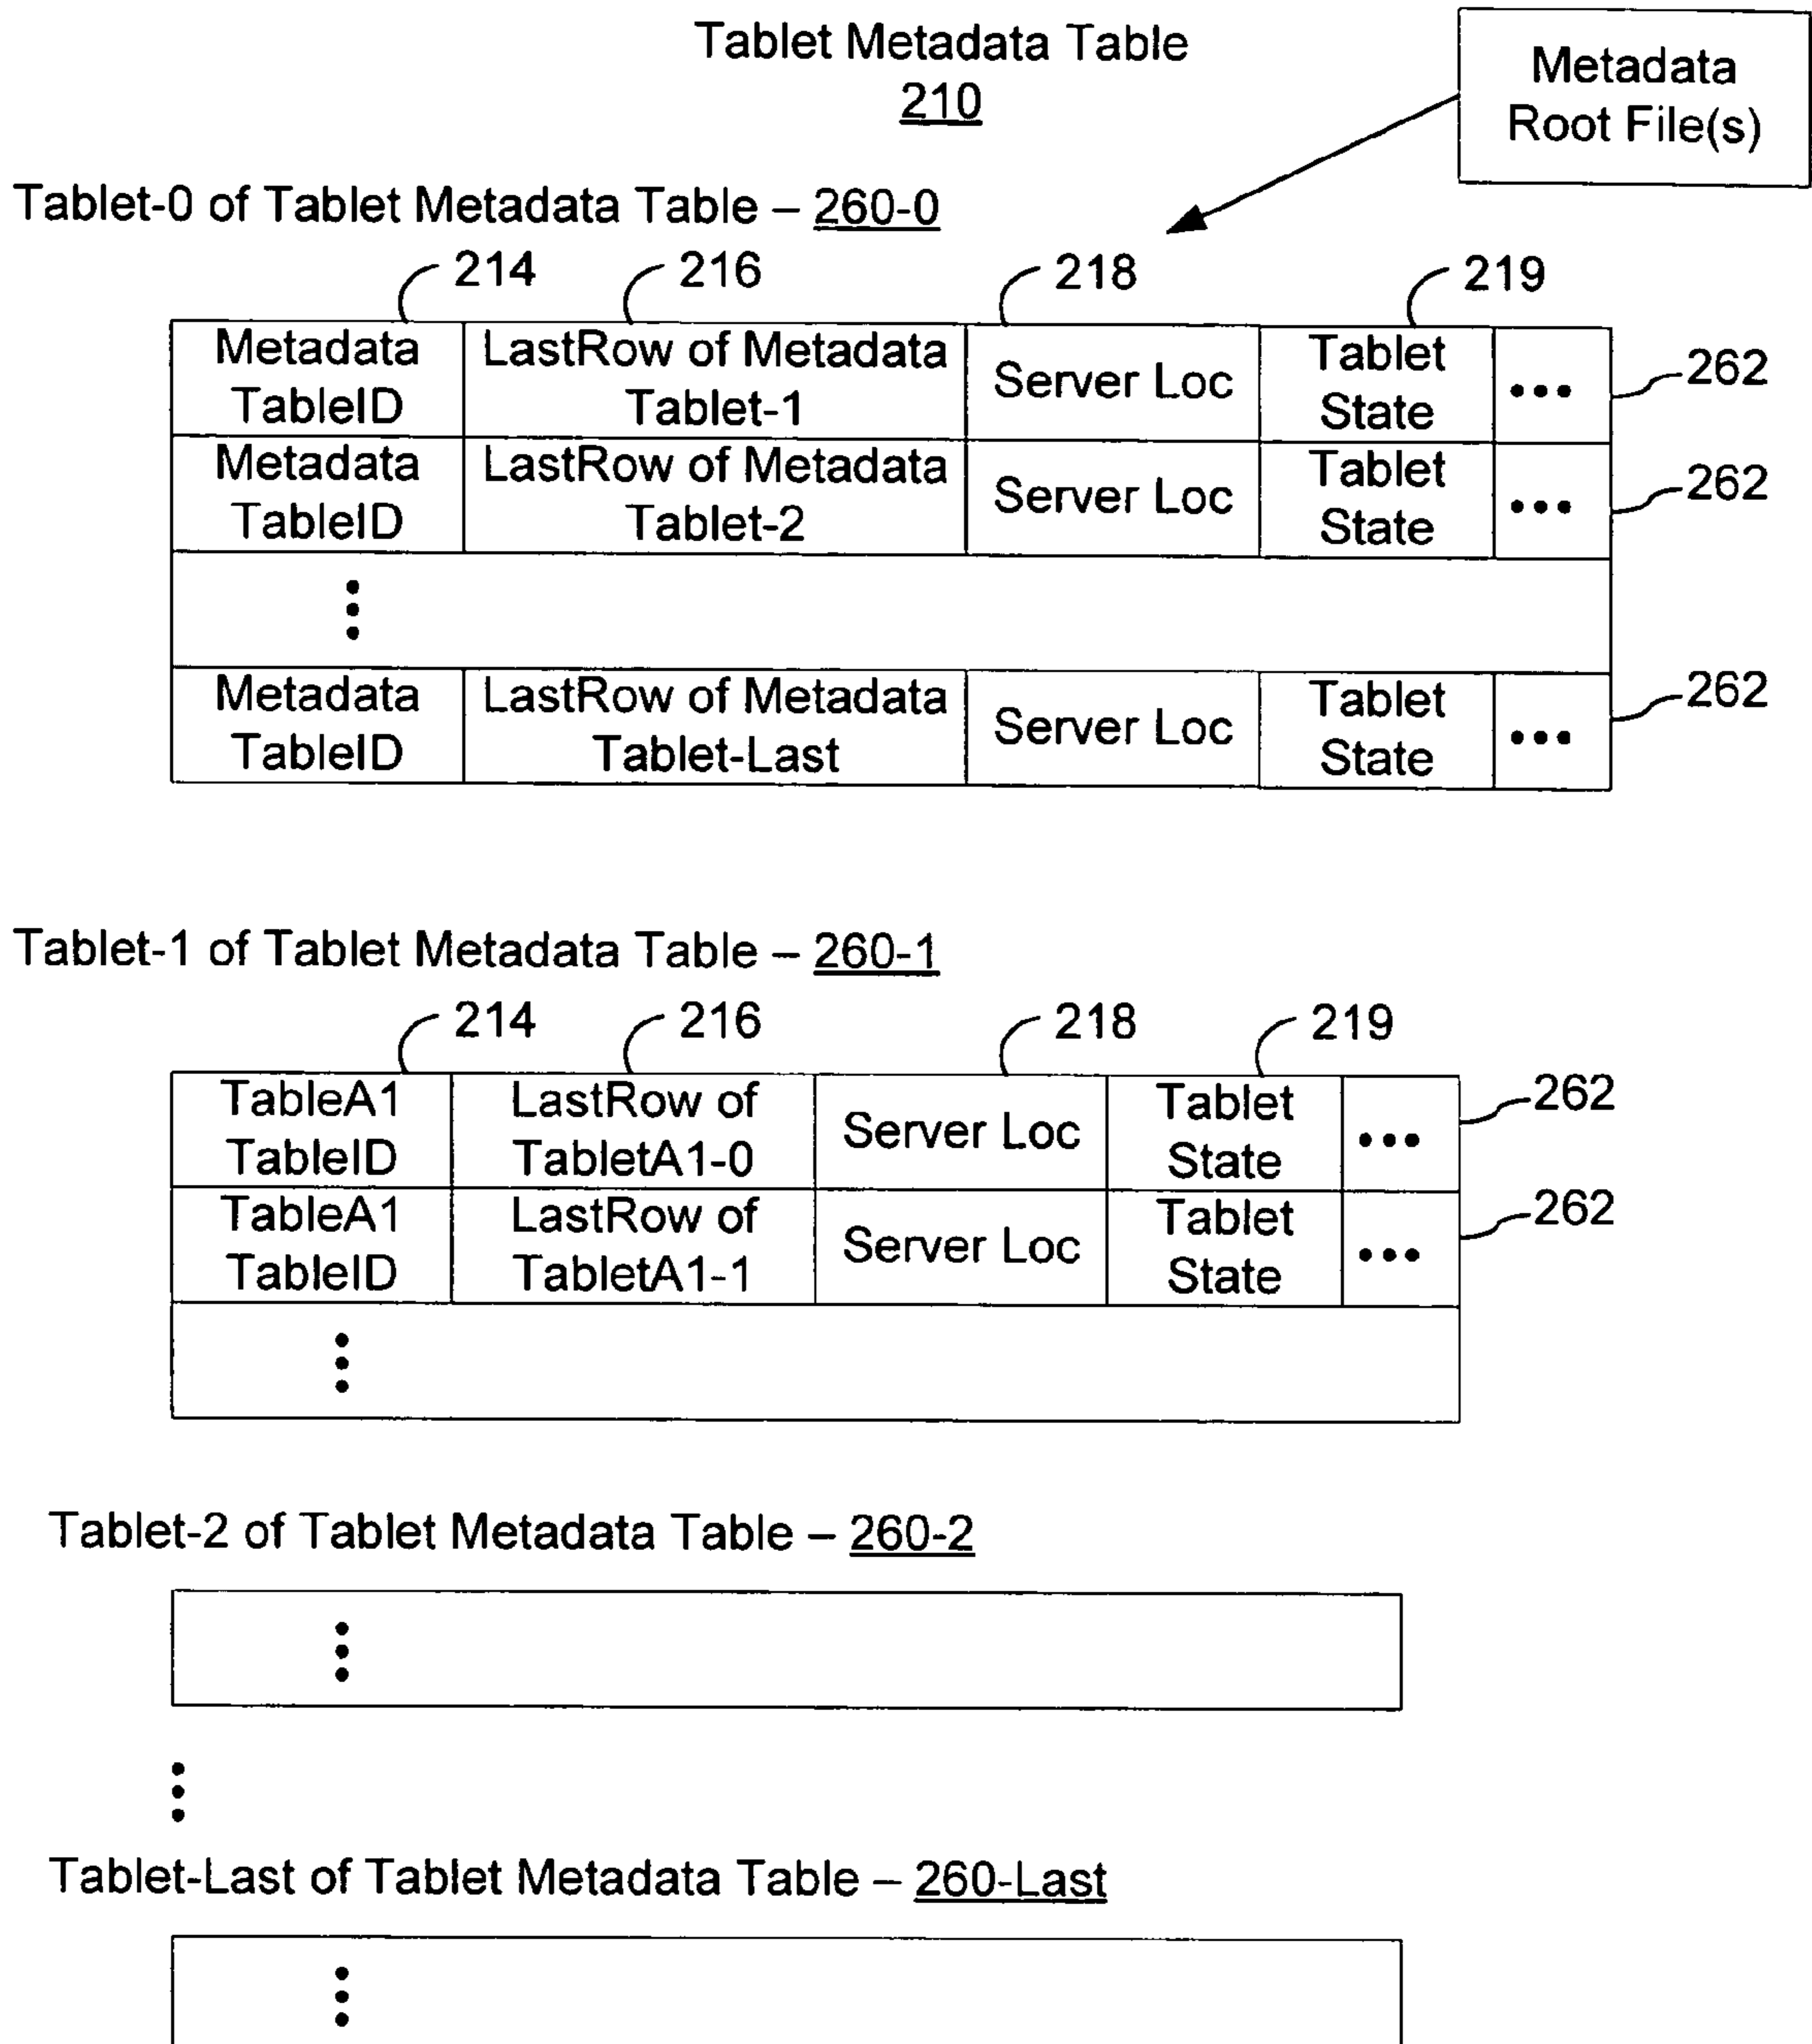 Tablet Metadata Table
210
Metadata
Root File(s)
Tablet-0 of Tablet Metadata Table – 260-0
214 216 218 219
Metadata TableID LastRow of Metadata Tablet-1 Server Loc Tablet State ••• 262
Metadata TableID LastRow of Metadata Tablet-2 Server Loc Tablet State ••• 262
Metadata TableID LastRow of Metadata Tablet-Last Server Loc Tablet State ••• 262
Tablet-1 of Tablet Metadata Table – 260-1
214 216 218 219
TableA1 TableID LastRow of TabletA1-0 Server Loc Tablet State ••• 262
TableA1 TableID LastRow of TabletA1-1 Server Loc Tablet State ••• 262
Tablet-2 of Tablet Metadata Table – 260-2
Tablet-Last of Tablet Metadata Table – 260-Last